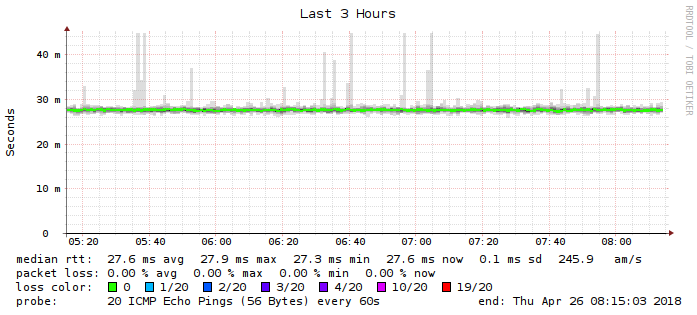 Last 3 Hours
RRDTOOL / TOBI OETIKER
Seconds
40 m
30 m
20 m
10 m
0
05:20 05:40 06:00 06:20 06:40 07:00 07:20 07:40 08:00
median rtt: 27.6 ms avg 27.9 ms max 27.3 ms min 27.6 ms now 0.1 ms sd 245.9 am/s
packet loss: 0.00 % avg 0.00 % max 0.00 % min 0.00 % now
loss color: 0 1/20 2/20 3/20 4/20 10/20 19/20
probe: 20 ICMP Echo Pings (56 Bytes) every 60s end: Thu Apr 26 08:15:03 2018